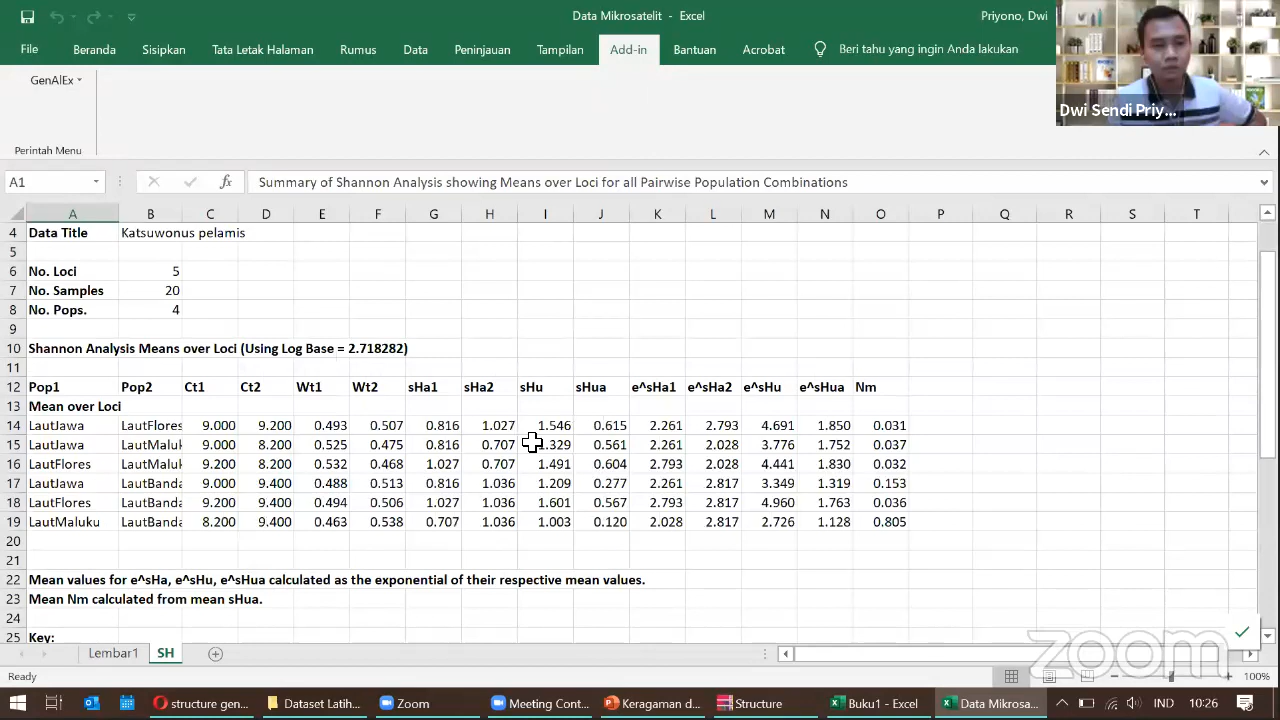 Data Mikrosatelit - Excel
Priyono, Dwi
File Beranda Sisipkan Tata Letak Halaman Rumus Data Peninjauan Tampilan Add-in Bantuan Acrobat Beri tahu yang ingin Anda lakukan
GenAlEx
Perintah Menu
Dwi Sendi Priy...
A1 fx Summary of Shannon Analysis showing Means over Loci for all Pairwise Population Combinations
A B C D E F G H I J K L M N O P Q R S T
4 Data Title Katsuwonus pelamis
5
6 No. Loci 5
7 No. Samples 20
8 No. Pops. 4
9
10 Shannon Analysis Means over Loci (Using Log Base = 2.718282)
11
12 Pop1 Pop2 Ct1 Ct2 Wt1 Wt2 sHa1 sHa2 sHu sHua e^sHa1 e^sHa2 e^sHu e^sHua Nm
13 Mean over Loci
14 LautJawa LautFlores 9.000 9.200 0.493 0.507 0.816 1.027 1.546 0.615 2.261 2.793 4.691 1.850 0.031
15 LautJawa LautMaluk 9.000 8.200 0.525 0.475 0.816 0.707 1.329 0.561 2.261 2.028 3.776 1.752 0.037
16 LautFlores LautMaluk 9.200 8.200 0.532 0.468 1.027 0.707 1.491 0.604 2.793 2.028 4.441 1.830 0.032
17 LautJawa LautBanda 9.000 9.400 0.488 0.513 0.816 1.036 1.209 0.277 2.261 2.817 3.349 1.319 0.153
18 LautFlores LautBanda 9.200 9.400 0.494 0.506 1.027 1.036 1.601 0.567 2.793 2.817 4.960 1.763 0.036
19 LautMaluku LautBanda 8.200 9.400 0.463 0.538 0.707 1.036 1.003 0.120 2.028 2.817 2.726 1.128 0.805
20
21
22 Mean values for e^sHa, e^sHu, e^sHua calculated as the exponential of their respective mean values.
23 Mean Nm calculated from mean sHua.
24
25 Key:
zoom
Lembar1 SH
Ready 100%
structure gen... Dataset Latih... Zoom Meeting Cont... Keragaman d... Structure Buku1 - Excel Data Mikrosa... IND 10:26